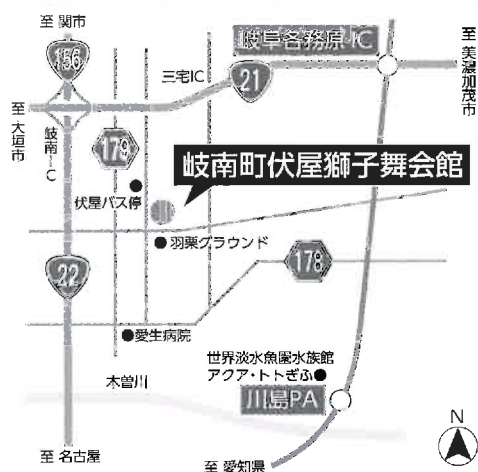 至 関市
156
岐阜各務原IC
至 美濃加茂市
三宅IC
21
至 大垣市
岐南IC
179
岐南町伏屋獅子舞会館
伏屋バス停
羽栗グラウンド
178
22
愛生病院
世界淡水魚園水族館
アクア・トトぎふ
木曽川
川島PA
N
至 名古屋
至 愛知県